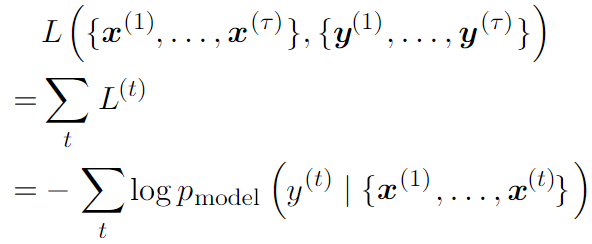 L ( {𝒙^(1), . . . , 𝒙^(τ)}, {𝒚^(1), . . . , 𝒚^(τ)} )
= ∑_t L^(t)
= − ∑_t log p_model ( y^(t) | {𝒙^(1), . . . , 𝒙^(t)} )